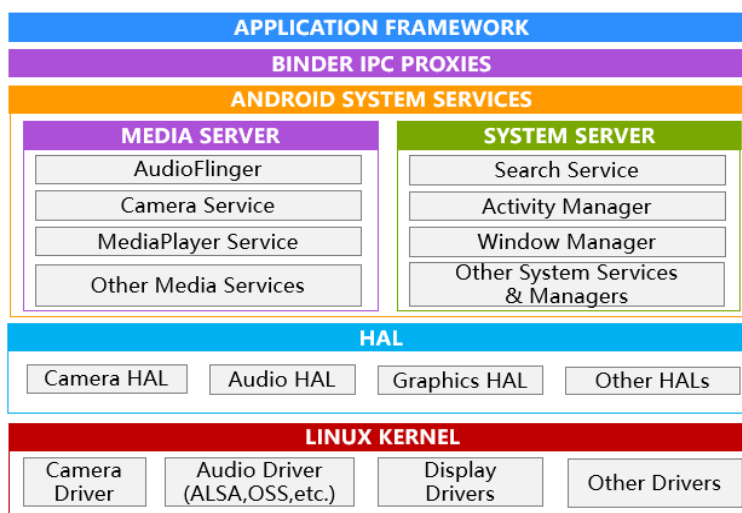 APPLICATION FRAMEWORK
BINDER IPC PROXIES
ANDROID SYSTEM SERVICES
MEDIA SERVER
AudioFlinger
Camera Service
MediaPlayer Service
Other Media Services
SYSTEM SERVER
Search Service
Activity Manager
Window Manager
Other System Services
& Managers
HAL
Camera HAL
Audio HAL
Graphics HAL
Other HALs
LINUX KERNEL
Camera
Driver
Audio Driver
(ALSA,OSS,etc.)
Display
Drivers
Other Drivers